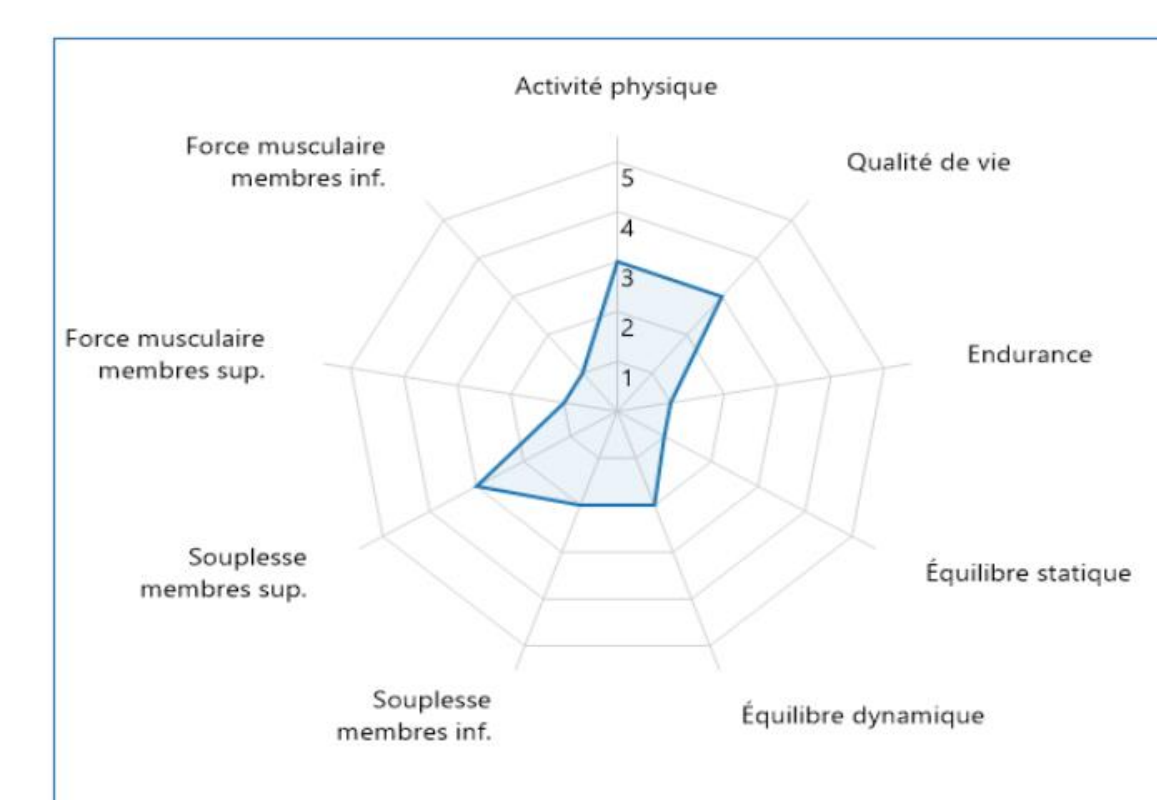 Activité physique
Force musculaire
membres inf.
Qualité de vie
5
4
3
2
1
Force musculaire
membres sup.
Endurance
Souplesse
membres sup.
Équilibre statique
Souplesse
membres inf.
Équilibre dynamique